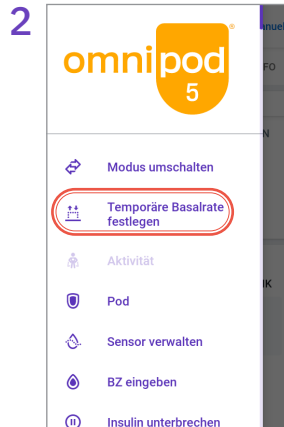 2
omnipod
5
Modus umschalten
Temporäre Basalrate
festlegen
Aktivität
Pod
Sensor verwalten
BZ eingeben
Insulin unterbrechen